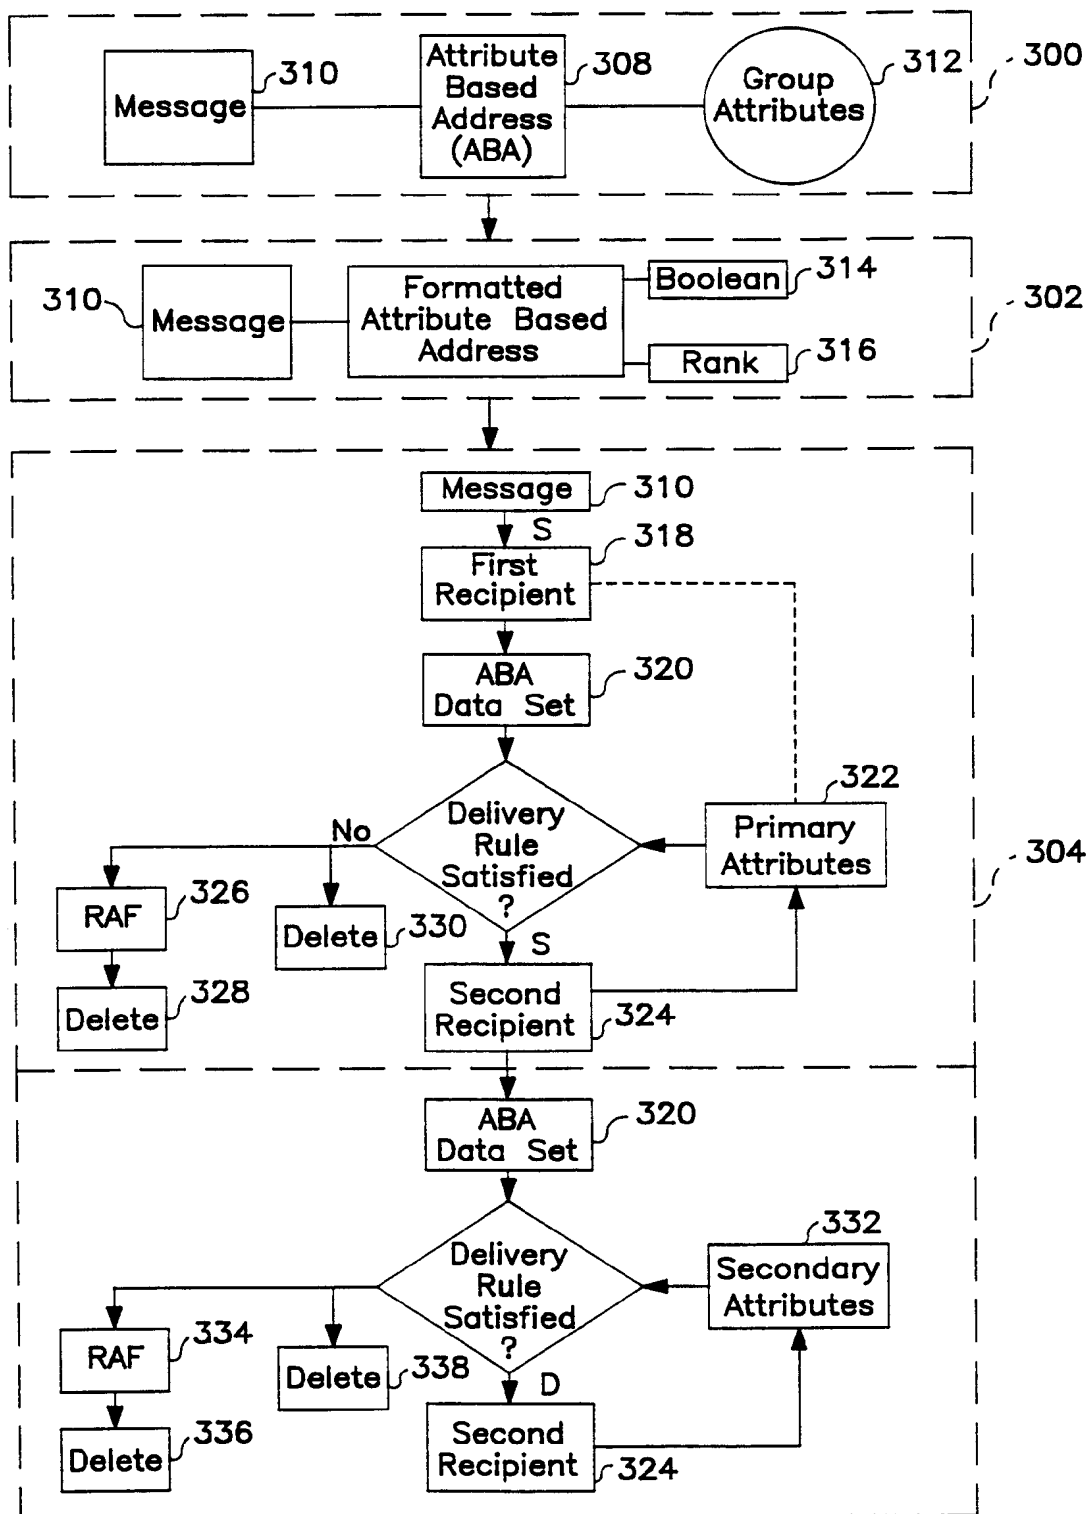 310
Message
Attribute
Based
Address
(ABA)
308
Group
Attributes
312
300
310
Message
Formatted
Attribute Based
Address
Boolean
314
Rank
316
302
Message
310
S
First
Recipient
318
ABA
Data Set
320
Delivery
Rule
Satisfied
?
No
322
Primary
Attributes
304
RAF
326
Delete
328
Delete
330
S
Second
Recipient
324
ABA
Data Set
320
Delivery
Rule
Satisfied
?
332
Secondary
Attributes
RAF
334
Delete
336
Delete
338
D
Second
Recipient
324